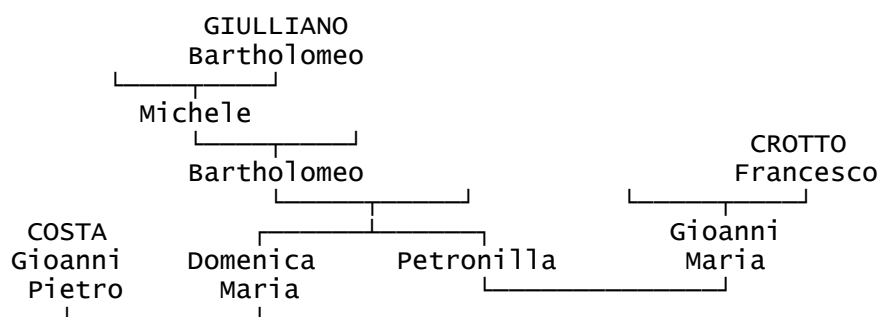 GIULLIANO
Bartholomeo
Michele
CROTTO
Bartholomeo Francesco
COSTA Gioanni
Gioanni Domenica Petronilla Maria
Pietro Maria